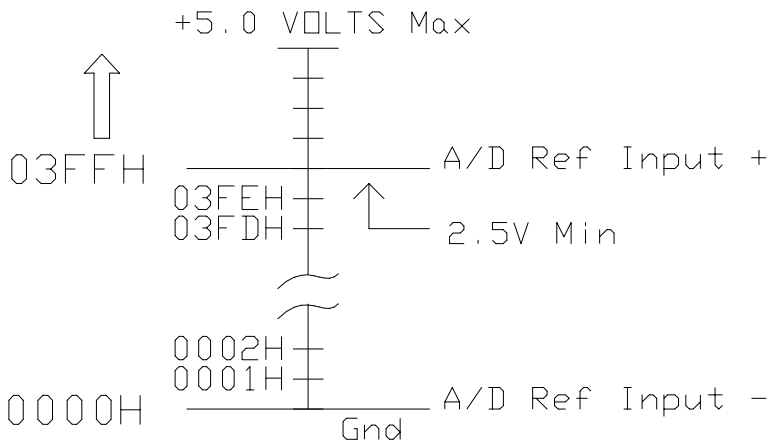 +5.0 VOLTS Max
03FFH
A/D Ref Input +
03FEH
03FDH
2.5V Min
0002H
0001H
0000H
A/D Ref Input -
Gnd